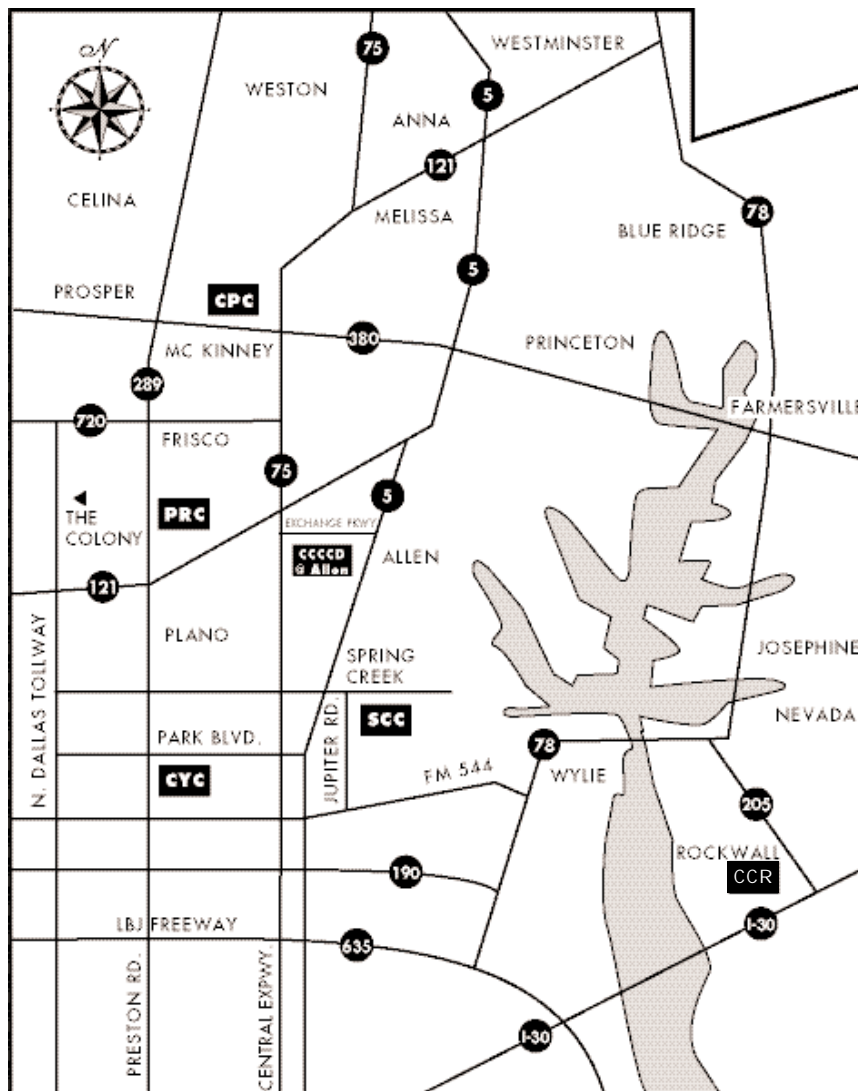 N
75
WESTMINSTER
WESTON
5
ANNA
121
CELINA
MELISSA
78
BLUE RIDGE
5
PROSPER
CPC
380
PRINCETON
MC KINNEY
289
FARMERSVILLE
720
FRISCO
75
5
THE
COLONY
PRC
EXCHANGE PKWY
CCCCD
@ Allen
ALLEN
121
PLANO
SPRING
CREEK
JOSEPHINE
N. DALLAS TOLLWAY
JUPITER RD.
SCC
NEVADA
PARK BLVD.
78
CYC
FM 544
WYLIE
205
ROCKWALL
CCR
190
LBJ FREEWAY
I-30
635
PRESTON RD.
CENTRAL EXPWY.
I-30